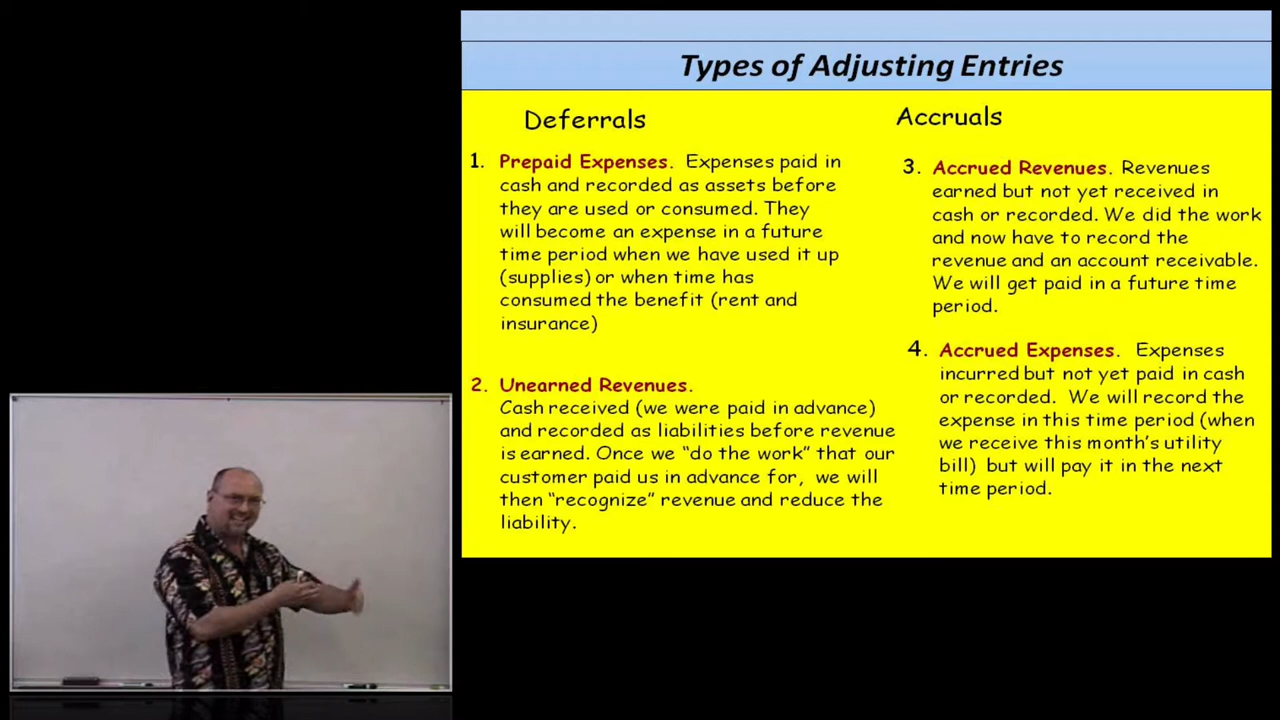 Types of Adjusting Entries
Deferrals
1. Prepaid Expenses. Expenses paid in
cash and recorded as assets before
they are used or consumed. They
will become an expense in a future
time period when we have used it up
(supplies) or when time has
consumed the benefit (rent and
insurance)
2. Unearned Revenues.
Cash received (we were paid in advance)
and recorded as liabilities before revenue
is earned. Once we “do the work” that our
customer paid us in advance for, we will
then “recognize” revenue and reduce the
liability.
Accruals
3. Accrued Revenues. Revenues
earned but not yet received in
cash or recorded. We did the work
and now have to record the
revenue and an account receivable.
We will get paid in a future time
period.
4. Accrued Expenses. Expenses
incurred but not yet paid in cash
or recorded. We will record the
expense in this time period (when
we receive this month’s utility
bill) but will pay it in the next
time period.